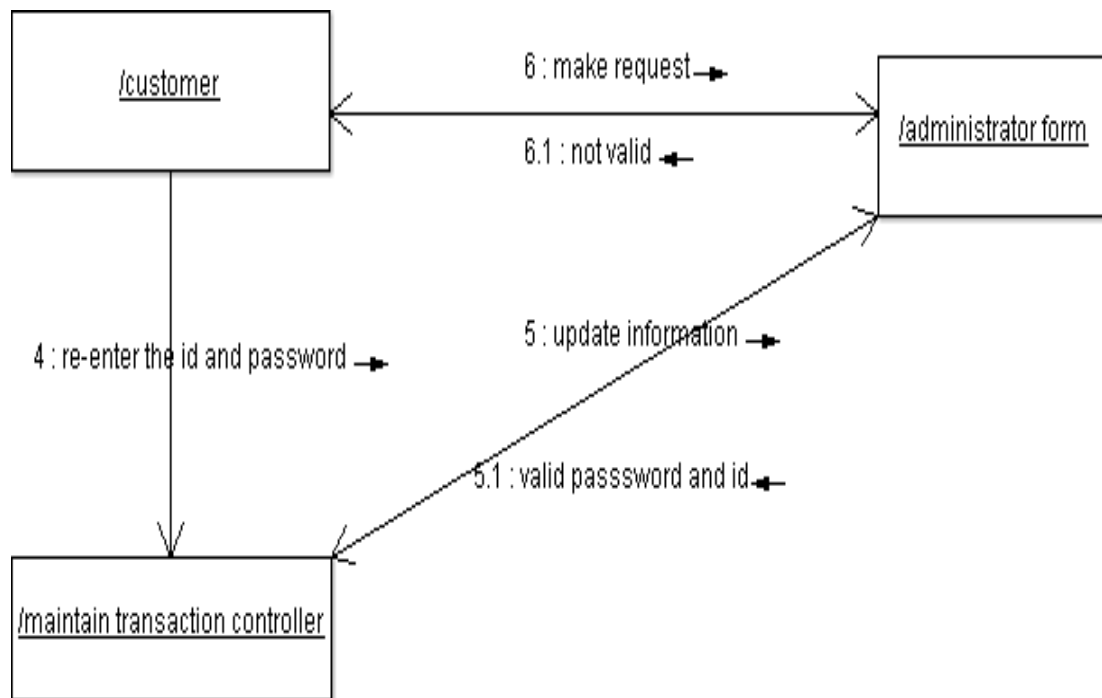 /customer
6 : make request
/administrator form
6.1 : not valid
5 : update information
4 : re-enter the id and password
5.1 : valid passsword and id
/maintain transaction controller